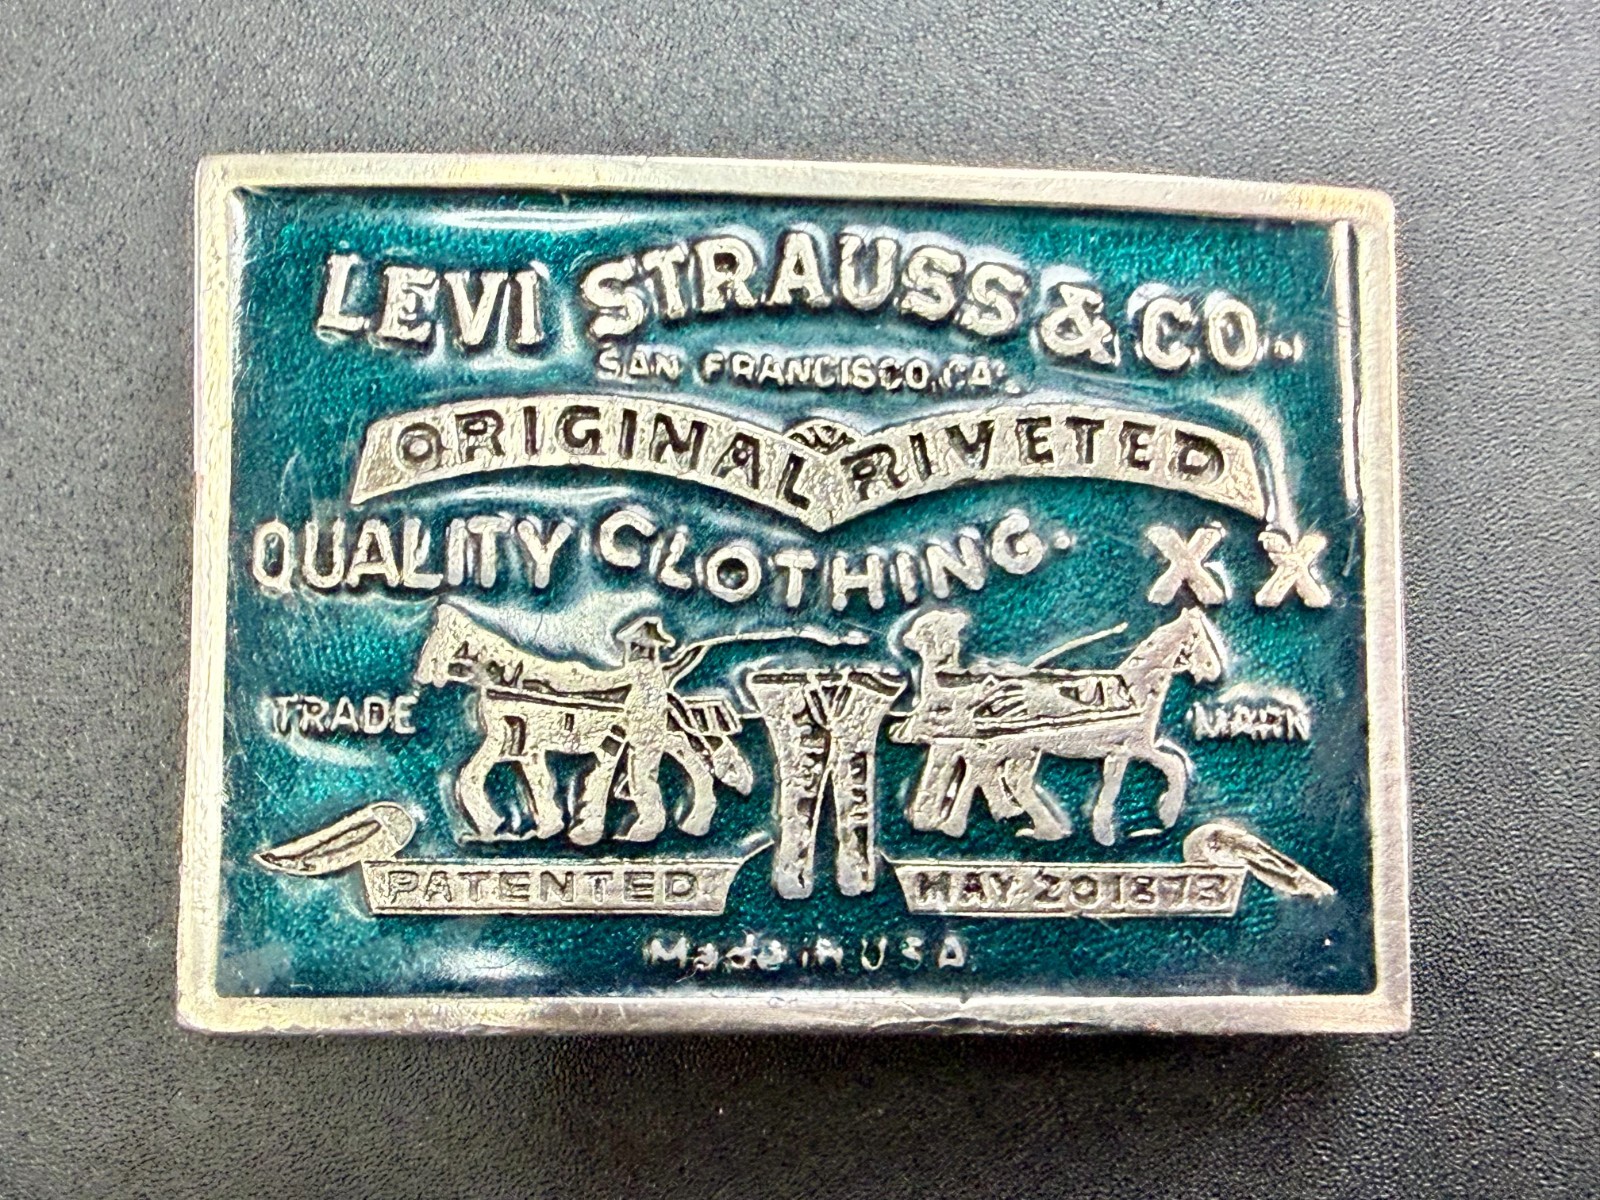 LEVI STRAUSS & CO.
SAN FRANCISCO, CAL.
ORIGINAL RIVETED
QUALITY CLOTHING. XX
TRADE MARK
PATENTED MAY 20 1873
Made in USA